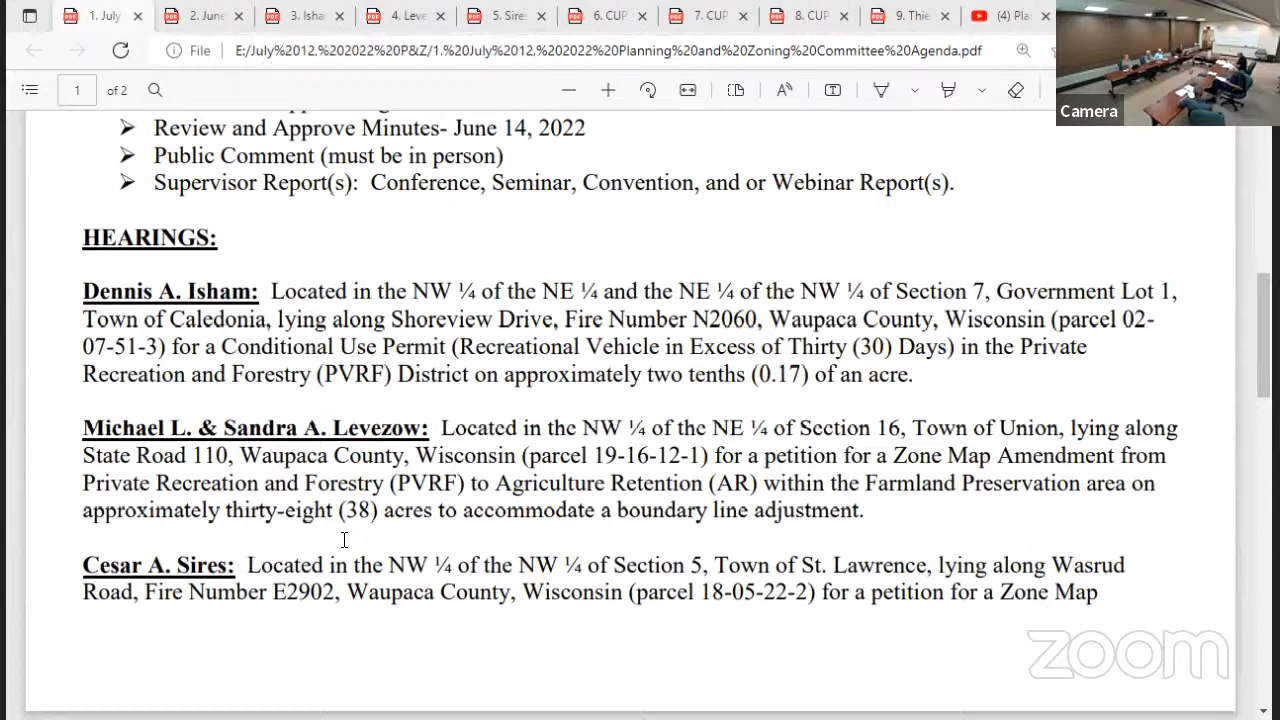 1. July
2. June
3. Isha
4. Leve
5. Sire
6. CUP
7. CUP
8. CUP
9. Thie
(4) Pla
File
E:/July%2012.%202022%20P&Z/1.%20July%2012.%202022%20Planning%20and%20Zoning%20Committee%20Agenda.pdf
1
of 2
Camera
➢ Review and Approve Minutes- June 14, 2022
➢ Public Comment (must be in person)
➢ Supervisor Report(s): Conference, Seminar, Convention, and or Webinar Report(s).
HEARINGS:
Dennis A. Isham: Located in the NW ¼ of the NE ¼ and the NE ¼ of the NW ¼ of Section 7, Government Lot 1,
Town of Caledonia, lying along Shoreview Drive, Fire Number N2060, Waupaca County, Wisconsin (parcel 02-
07-51-3) for a Conditional Use Permit (Recreational Vehicle in Excess of Thirty (30) Days) in the Private
Recreation and Forestry (PVRF) District on approximately two tenths (0.17) of an acre.
Michael L. & Sandra A. Levezow: Located in the NW ¼ of the NE ¼ of Section 16, Town of Union, lying along
State Road 110, Waupaca County, Wisconsin (parcel 19-16-12-1) for a petition for a Zone Map Amendment from
Private Recreation and Forestry (PVRF) to Agriculture Retention (AR) within the Farmland Preservation area on
approximately thirty-eight (38) acres to accommodate a boundary line adjustment.
Cesar A. Sires: Located in the NW ¼ of the NW ¼ of Section 5, Town of St. Lawrence, lying along Wasrud
Road, Fire Number E2902, Waupaca County, Wisconsin (parcel 18-05-22-2) for a petition for a Zone Map
zoom